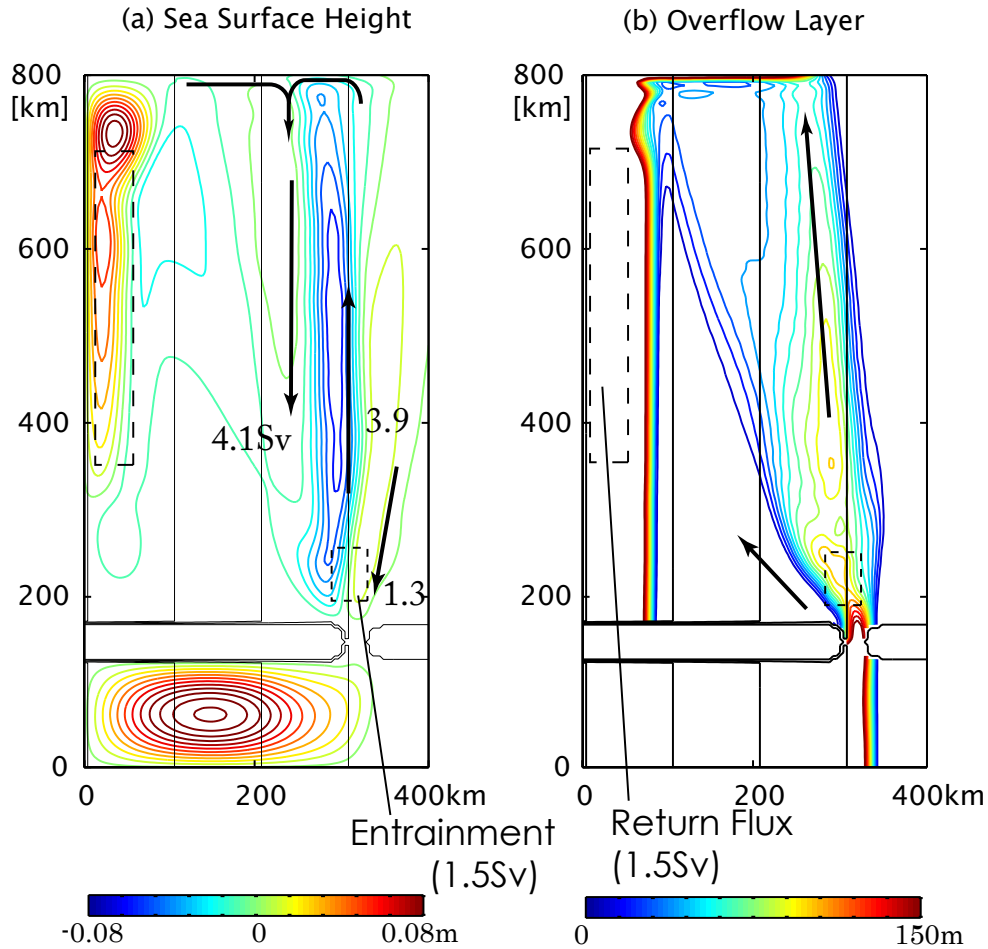 (a) Sea Surface Height
(b) Overflow Layer
800
[km]
600
400
200
0
0
200
400km
4.1Sv
3.9
1.3
Entrainment
(1.5Sv)
-0.08
0
0.08m
800
[km]
600
400
200
0
0
200
400km
Return Flux
(1.5Sv)
0
150m